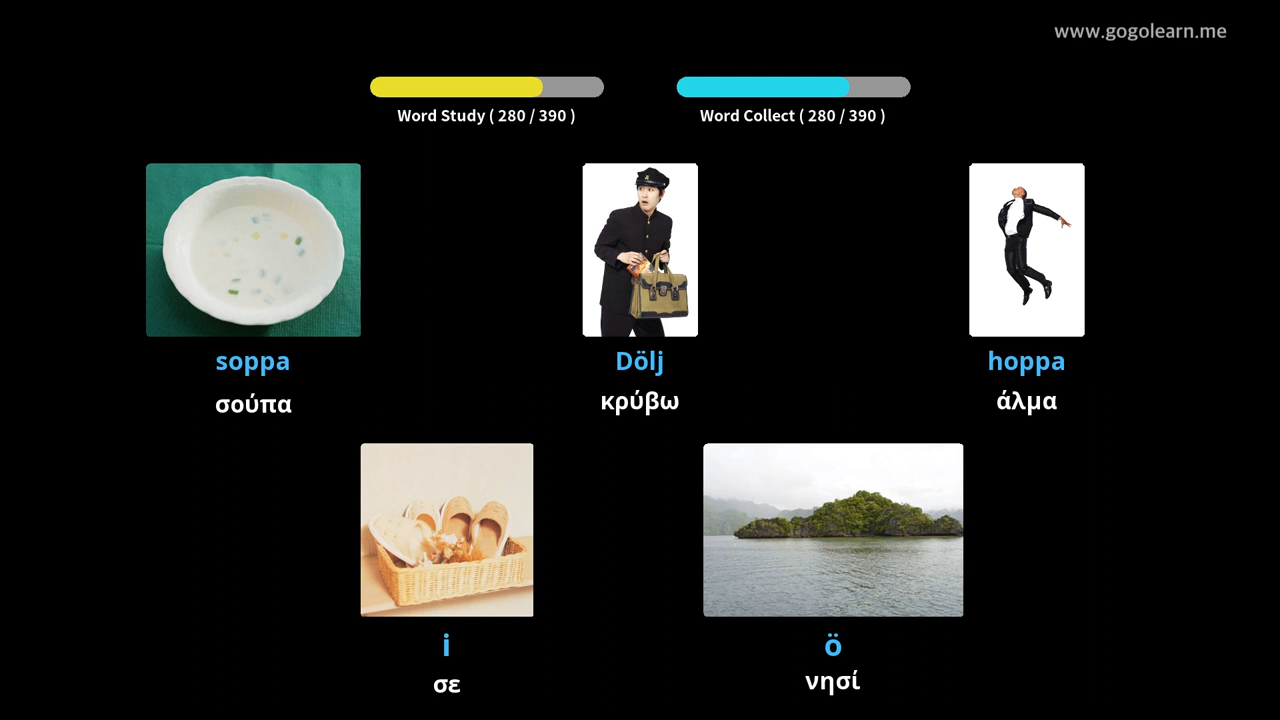 www.gogolearn.me
Word Study ( 280 / 390 )
Word Collect ( 280 / 390 )
soppa
σούπα
Dölj
κρύβω
hoppa
άλμα
i
σε
ö
νησί